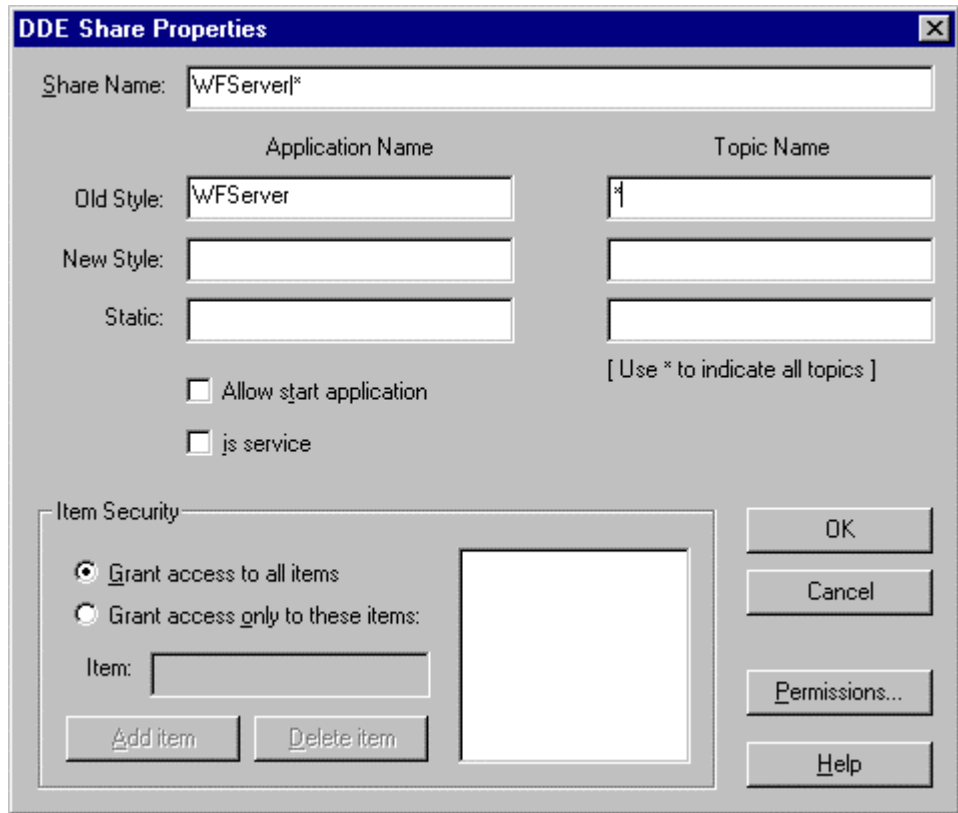 DDE Share Properties
Share Name: WFServer|*
Application Name Topic Name
Old Style: WFServer *
New Style:
Static:
[ Use * to indicate all topics ]
Allow start application
is service
Item Security
Grant access to all items
Grant access only to these items:
Item:
Add item Delete item
OK
Cancel
Permissions...
Help